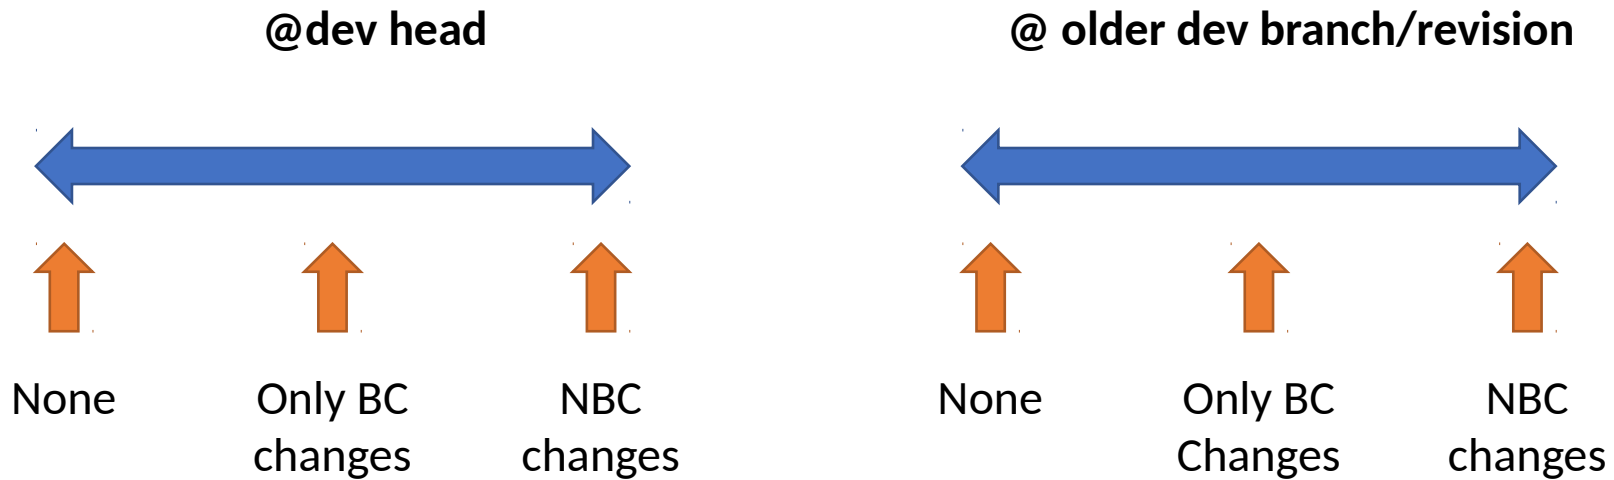 @dev head
@ older dev branch/revision
None
Only BC
changes
NBC
changes
None
Only BC
Changes
NBC
changes